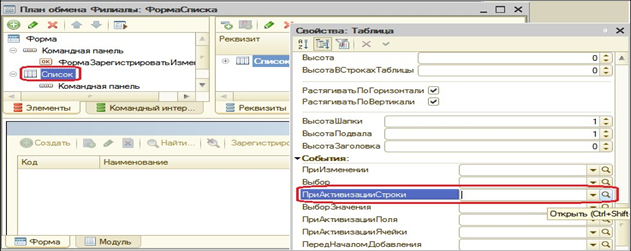 План обмена Филиалы: ФормаСписка
Форма
Командная панель
ФормаЗарегистрироватьИзме
Список
Командная панель
Элементы
Командный интер...
Реквизит
Список
Реквизиты
Создать
Найти...
Зарегистриро
Код
Наименование
Форма
Модуль
Свойства: Таблица
Высота 0
ВысотаВСтрокахТаблицы 0
РастягиватьПоГоризонтали
РастягиватьПоВертикали
ВысотаШапки 1
ВысотаПодвала 1
ВысотаЗаголовка 0
События:
ПриИзменении
Выбор
ПриАктивизацииСтроки
ВыборЗначения
Открыть (Ctrl+Shift
ПриАктивизацииПоля
ПриАктивизацииЯчейки
ПередНачаломДобавления